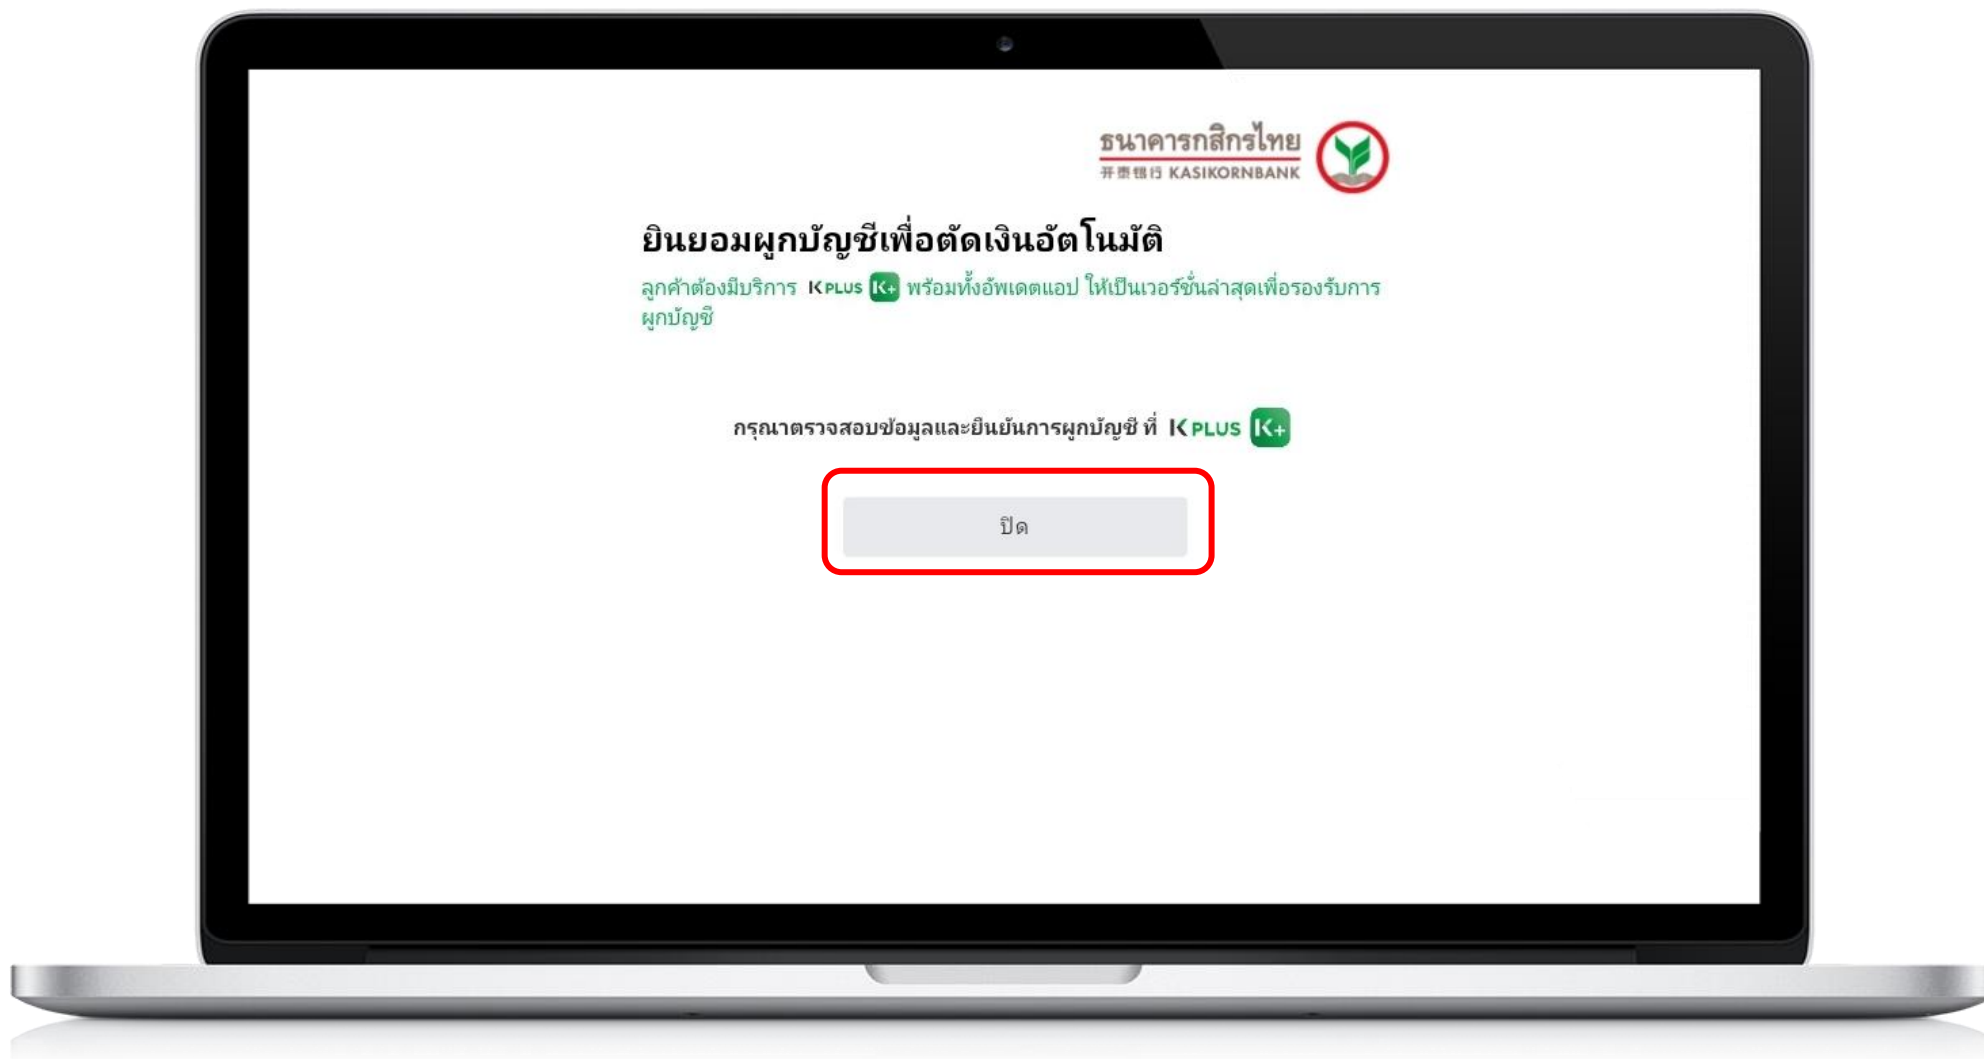 ธนาคารกสิกรไทย
开泰银行 KASIKORNBANK
ยินยอมผูกบัญชีเพื่อตัดเงินอัตโนมัติ
ลูกค้าต้องมีบริการ K PLUS K+ พร้อมทั้งอัพเดตแอป ให้เป็นเวอร์ชั่นล่าสุดเพื่อรองรับการ
ผูกบัญชี
กรุณาตรวจสอบข้อมูลและยืนยันการผูกบัญชี ที่ K PLUS K+
ปิด